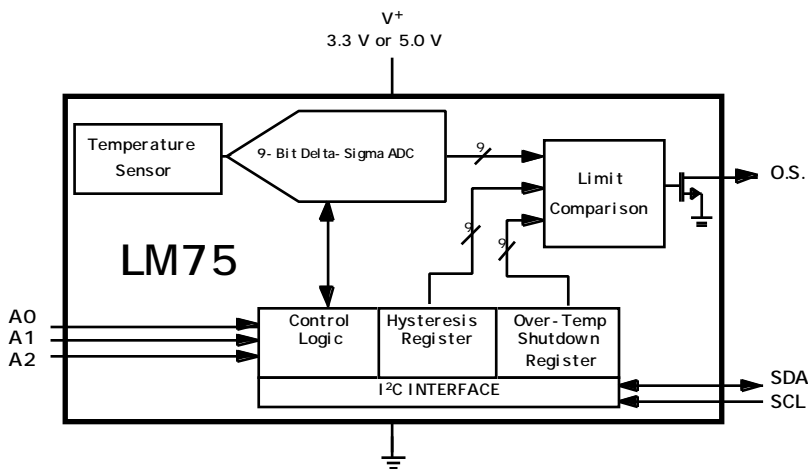 V+
3.3 V or 5.0 V
Temperature
Sensor
9-Bit Delta-Sigma ADC
9
Limit
Comparison
O.S.
9
9
LM75
A0
A1
A2
Control
Logic
Hysteresis
Register
Over-Temp
Shutdown
Register
I²C INTERFACE
SDA
SCL